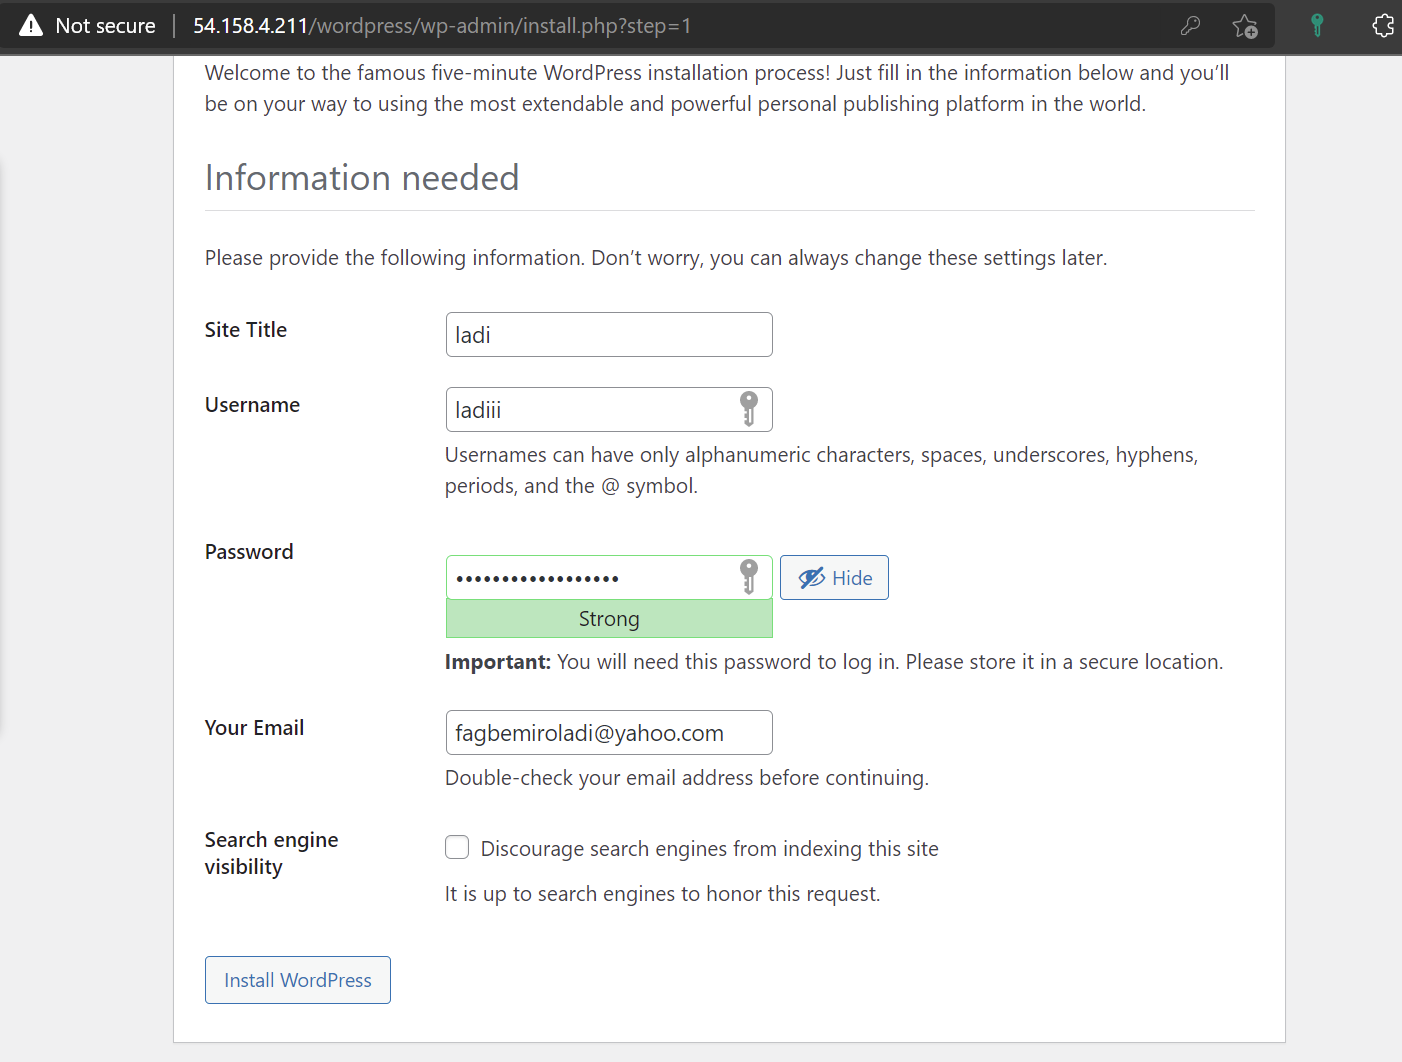 Not secure 54.158.4.211/wordpress/wp-admin/install.php?step=1
Welcome to the famous five-minute WordPress installation process! Just fill in the information below and you’ll
be on your way to using the most extendable and powerful personal publishing platform in the world.
Information needed
Please provide the following information. Don’t worry, you can always change these settings later.
Site Title
ladi
Username
ladiii
Usernames can have only alphanumeric characters, spaces, underscores, hyphens,
periods, and the @ symbol.
Password
••••••••••••••••••
Hide
Strong
Important: You will need this password to log in. Please store it in a secure location.
Your Email
fagbemiroladi@yahoo.com
Double-check your email address before continuing.
Search engine
visibility
Discourage search engines from indexing this site
It is up to search engines to honor this request.
Install WordPress